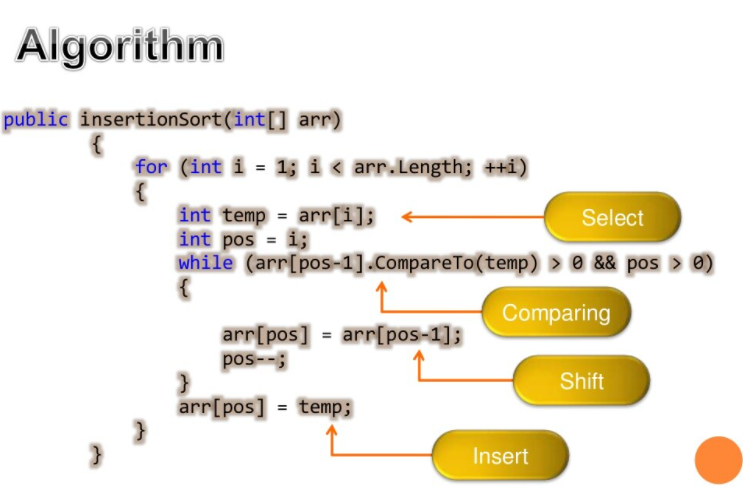 Algorithm
public insertionSort(int[] arr)
{
for (int i = 1; i < arr.Length; ++i)
{
int temp = arr[i];
Select
int pos = i;
while (arr[pos-1].CompareTo(temp) > 0 && pos > 0)
{
Comparing
arr[pos] = arr[pos-1];
pos--;
Shift
}
arr[pos] = temp;
}
Insert
}